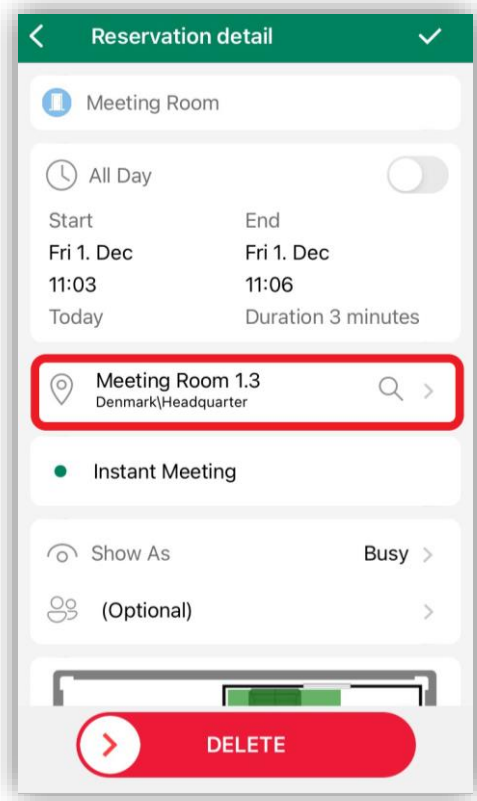 Reservation detail
Meeting Room
All Day
Start End
Fri 1. Dec Fri 1. Dec
11:03 11:06
Today Duration 3 minutes
Meeting Room 1.3
Denmark\Headquarter
Instant Meeting
Show As Busy
(Optional)
DELETE